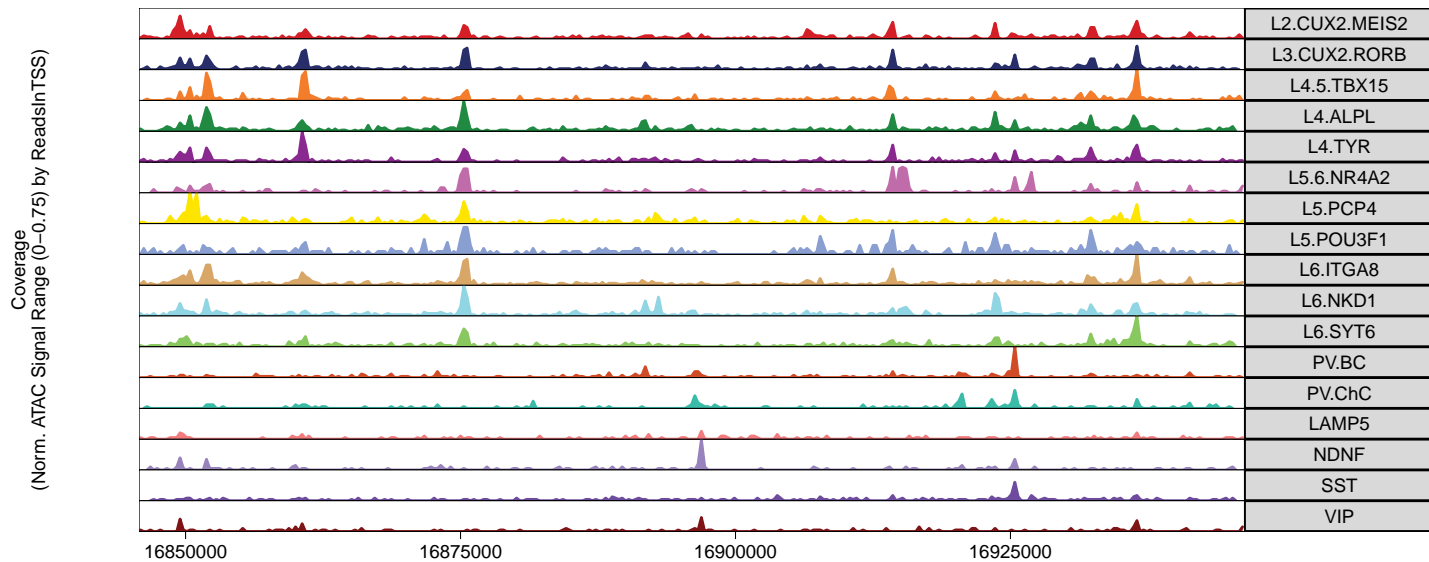 Coverage
(Norm. ATAC Signal Range (0−0.75) by ReadsInTSS)
L2.CUX2.MEIS2
L3.CUX2.RORB
L4.5.TBX15
L4.ALPL
L4.TYR
L5.6.NR4A2
L5.PCP4
L5.POU3F1
L6.ITGA8
L6.NKD1
L6.SYT6
PV.BC
PV.ChC
LAMP5
NDNF
SST
VIP
16850000 16875000 16900000 16925000